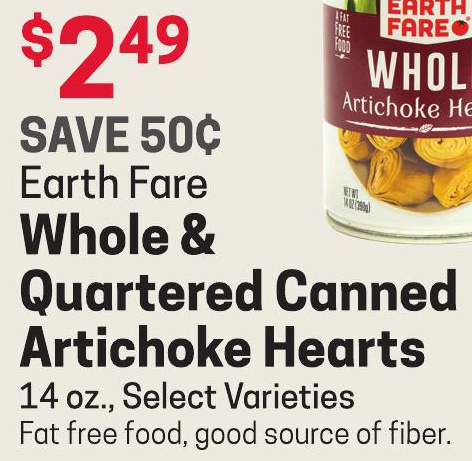 $2.49
SAVE 50¢
Earth Fare
Whole &
Quartered Canned
Artichoke Hearts
14 oz., Select Varieties
Fat free food, good source of fiber.
EARTH
FARE
A FAT
FREE
FOOD
WHOL
Artichoke He
NET WT
14 OZ (396g)